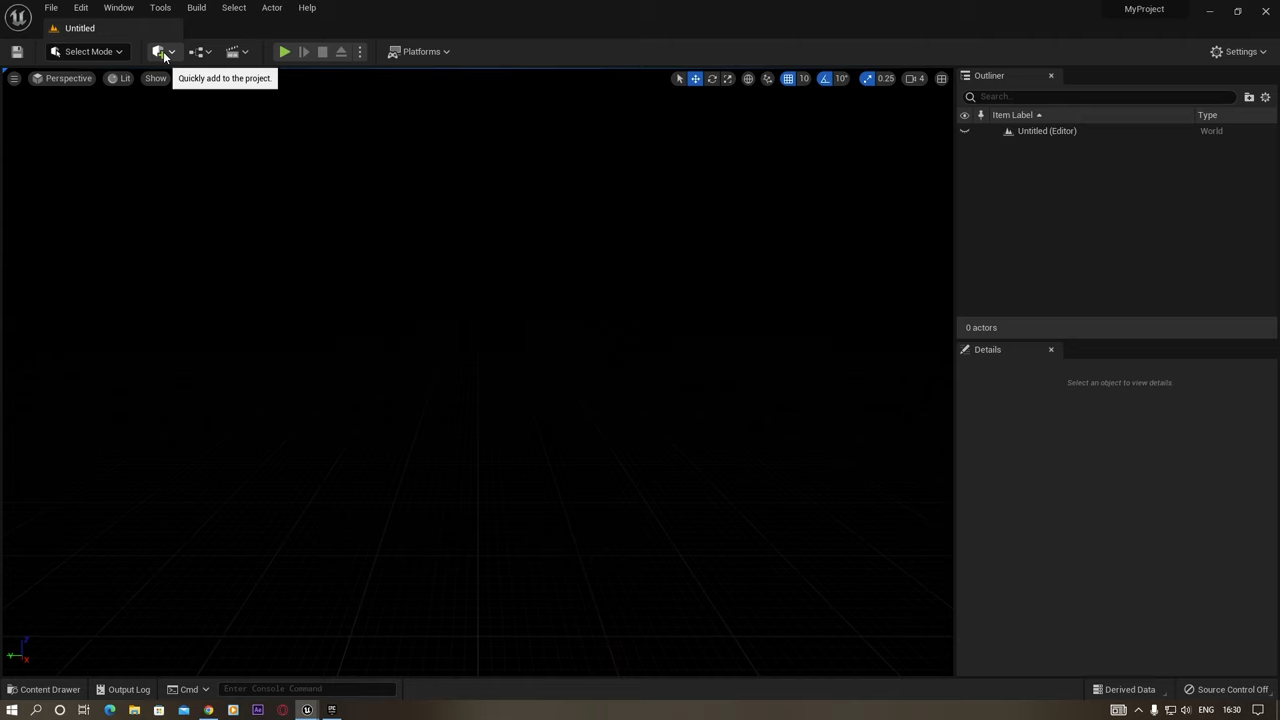 File Edit Window Tools Build Select Actor Help
MyProject
Untitled
Select Mode
Platforms
Settings
Perspective Lit Show
Quickly add to the project.
10 10° 0.25 4
Outliner
Search...
Item Label Type
Untitled (Editor) World
0 actors
Details
Select an object to view details.
Z
Y
X
Content Drawer Output Log Cmd Enter Console Command
Derived Data Source Control Off
ENG 16:30